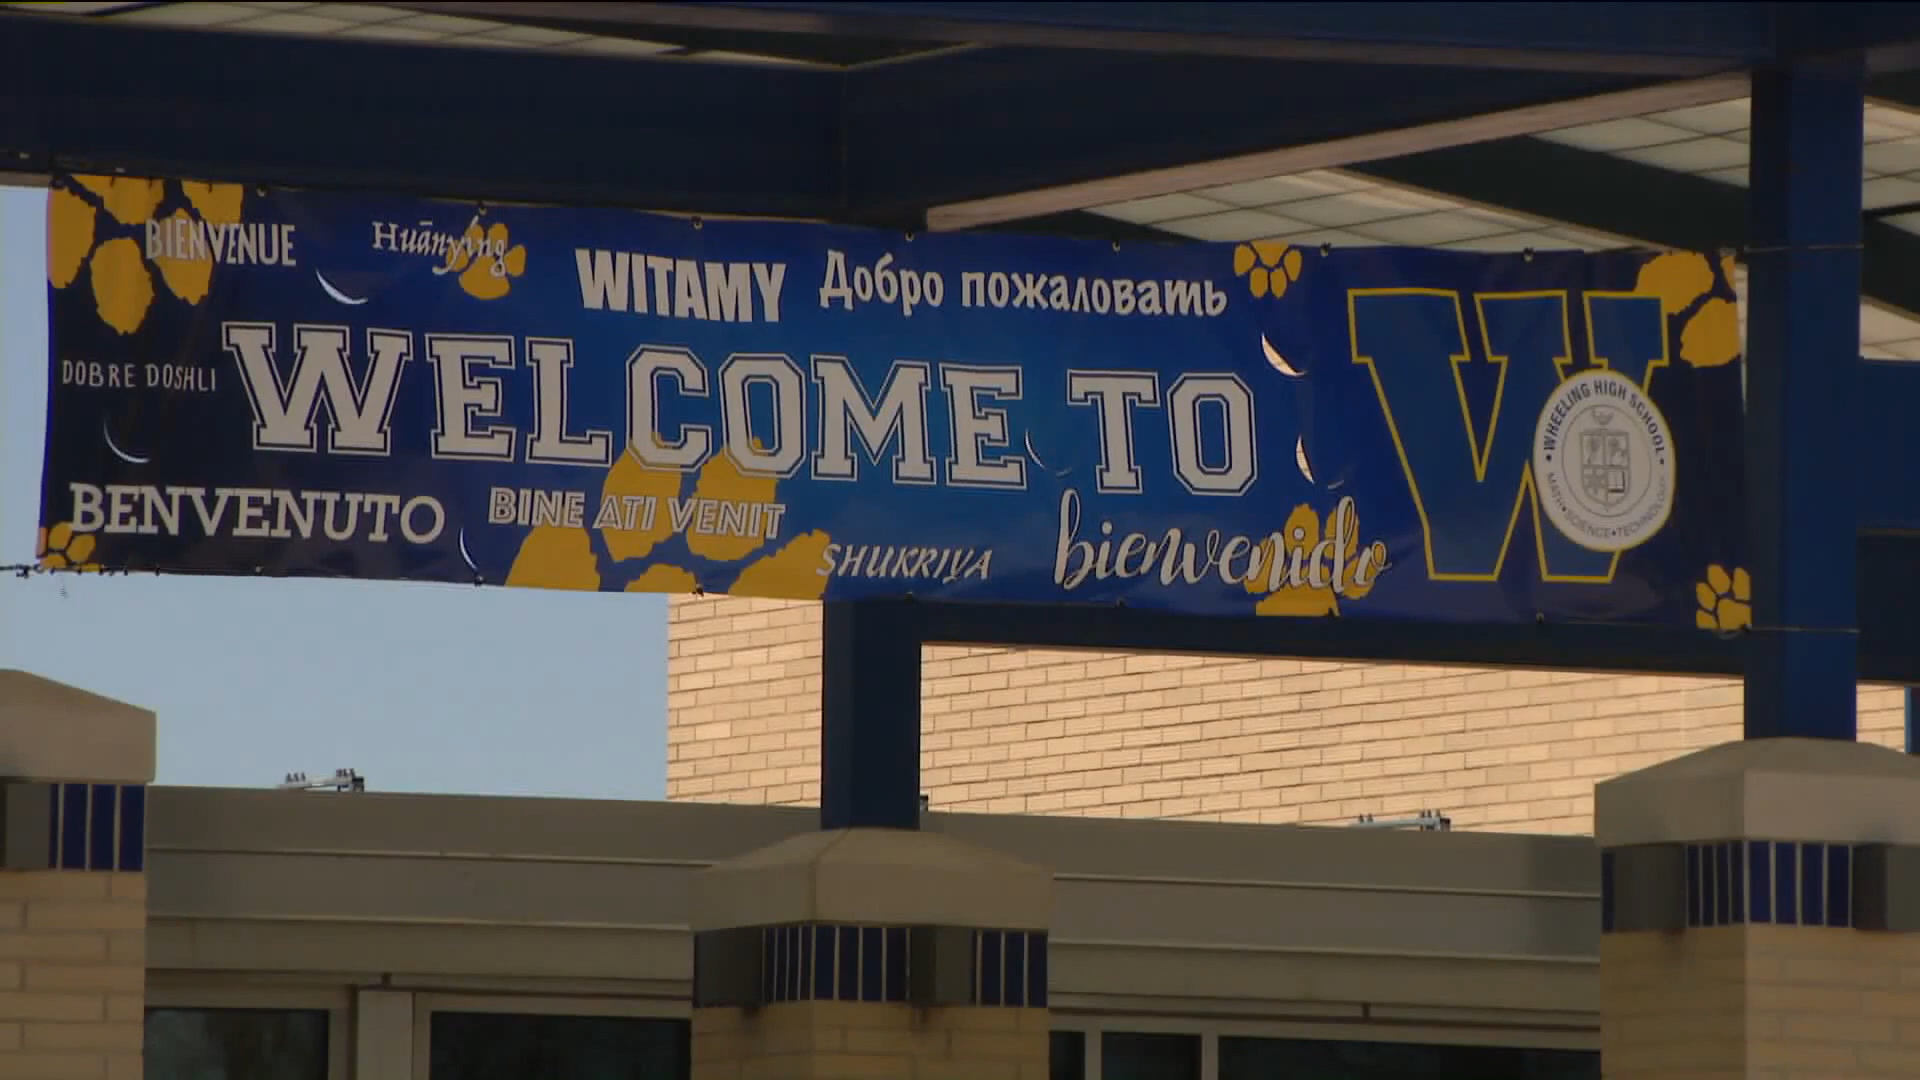 BIENVENUE
Huānyíng
WITAMY
Добро пожаловать
DOBRE DOSHLI
WELCOME TO
W
WHEELING HIGH SCHOOL
MATH • SCIENCE • TECHNOLOGY
BENVENUTO
BINE ATI VENIT
SHUKRIYA
bienvenido